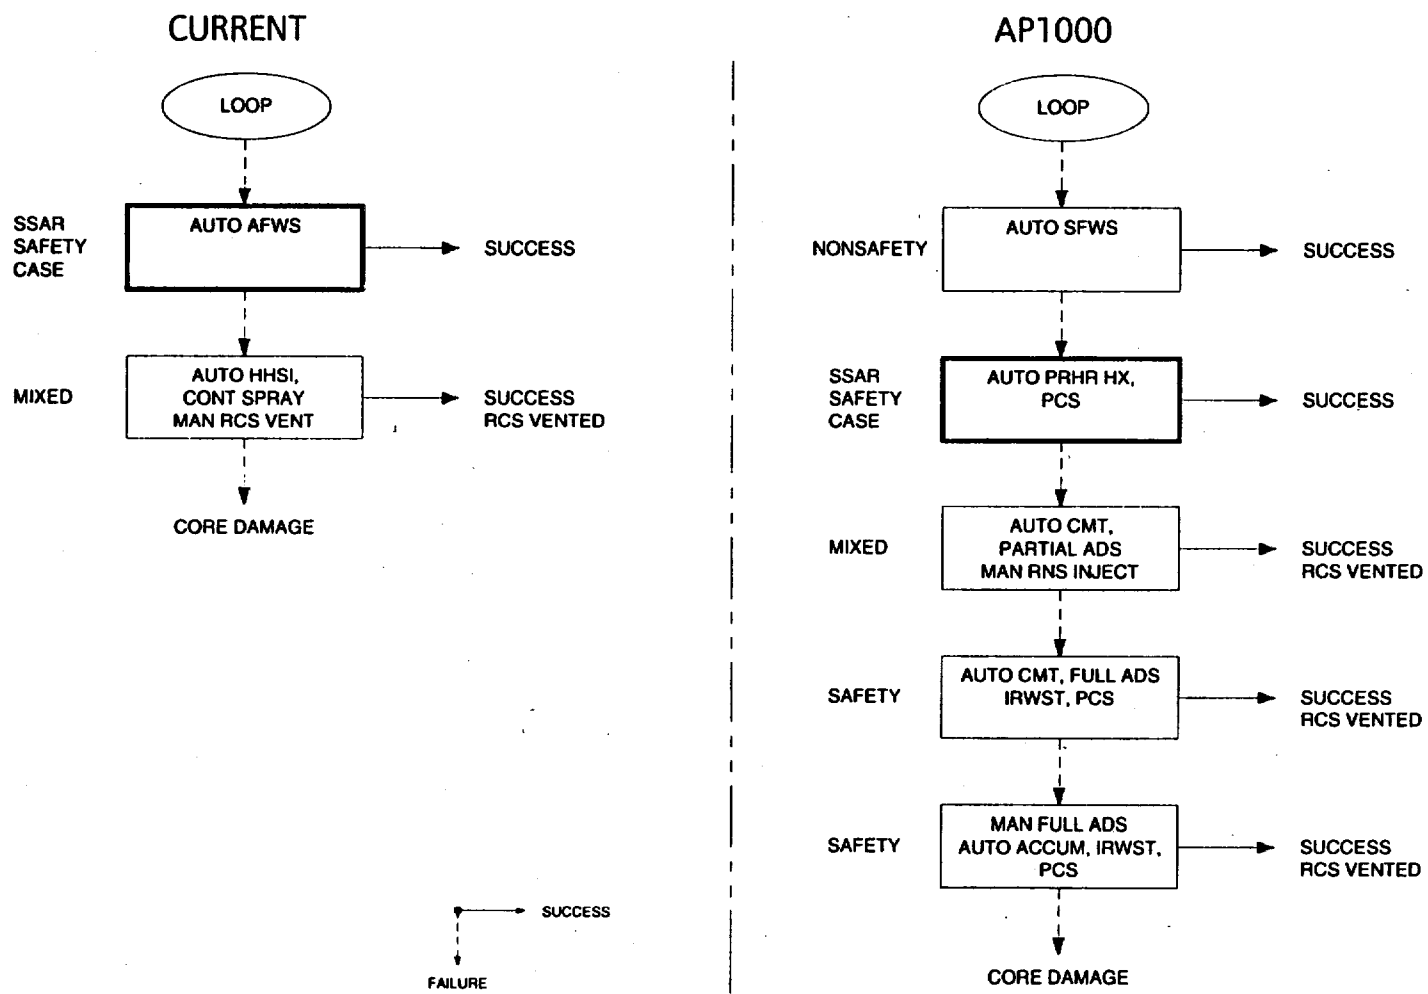 CURRENT
LOOP
SSAR
SAFETY
CASE
AUTO AFWS
SUCCESS
MIXED
AUTO HHSI,
CONT SPRAY
MAN RCS VENT
SUCCESS
RCS VENTED
CORE DAMAGE
SUCCESS
FAILURE
AP1000
LOOP
NONSAFETY
AUTO SFWS
SUCCESS
SSAR
SAFETY
CASE
AUTO PRHR HX,
PCS
SUCCESS
MIXED
AUTO CMT,
PARTIAL ADS
MAN RNS INJECT
SUCCESS
RCS VENTED
SAFETY
AUTO CMT, FULL ADS
IRWST, PCS
SUCCESS
RCS VENTED
SAFETY
MAN FULL ADS
AUTO ACCUM, IRWST,
PCS
SUCCESS
RCS VENTED
CORE DAMAGE